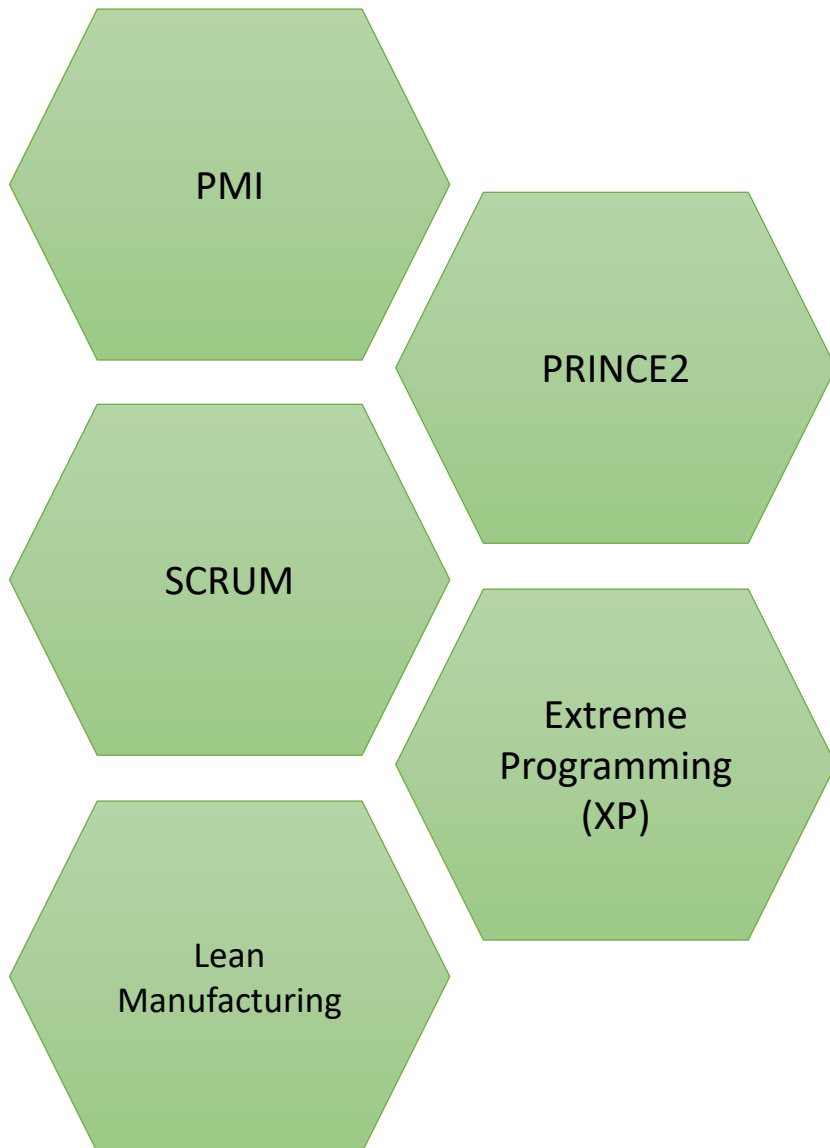 PMI
PRINCE2
SCRUM
Extreme
Programming
(XP)
Lean
Manufacturing